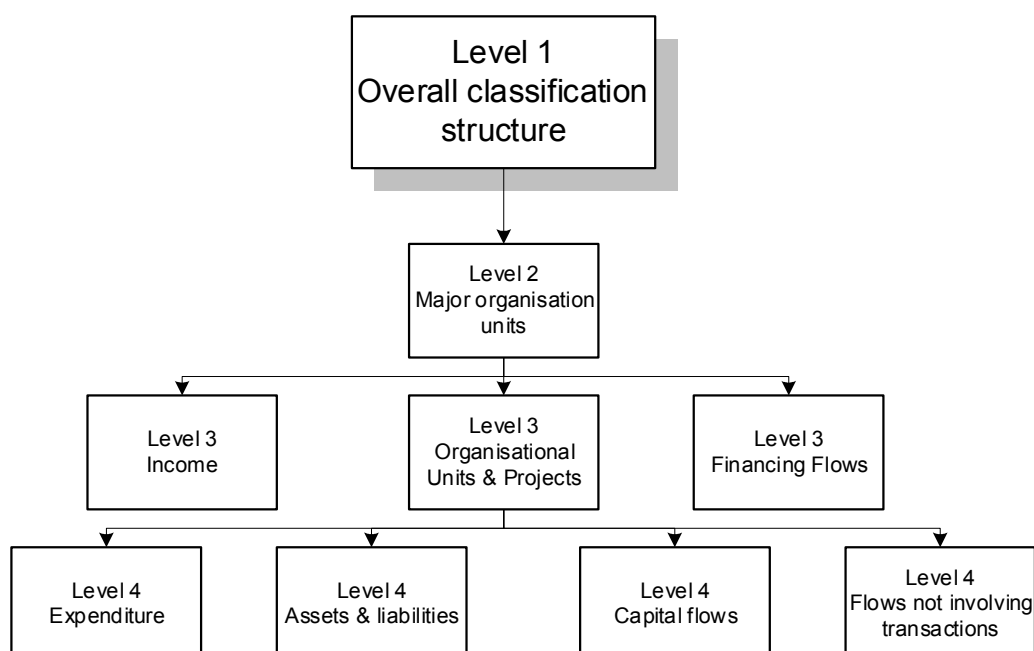 Level 1
Overall classification
structure
Level 2
Major organisation
units
Level 3
Income
Level 3
Organisational
Units & Projects
Level 3
Financing Flows
Level 4
Expenditure
Level 4
Assets & liabilities
Level 4
Capital flows
Level 4
Flows not involving
transactions